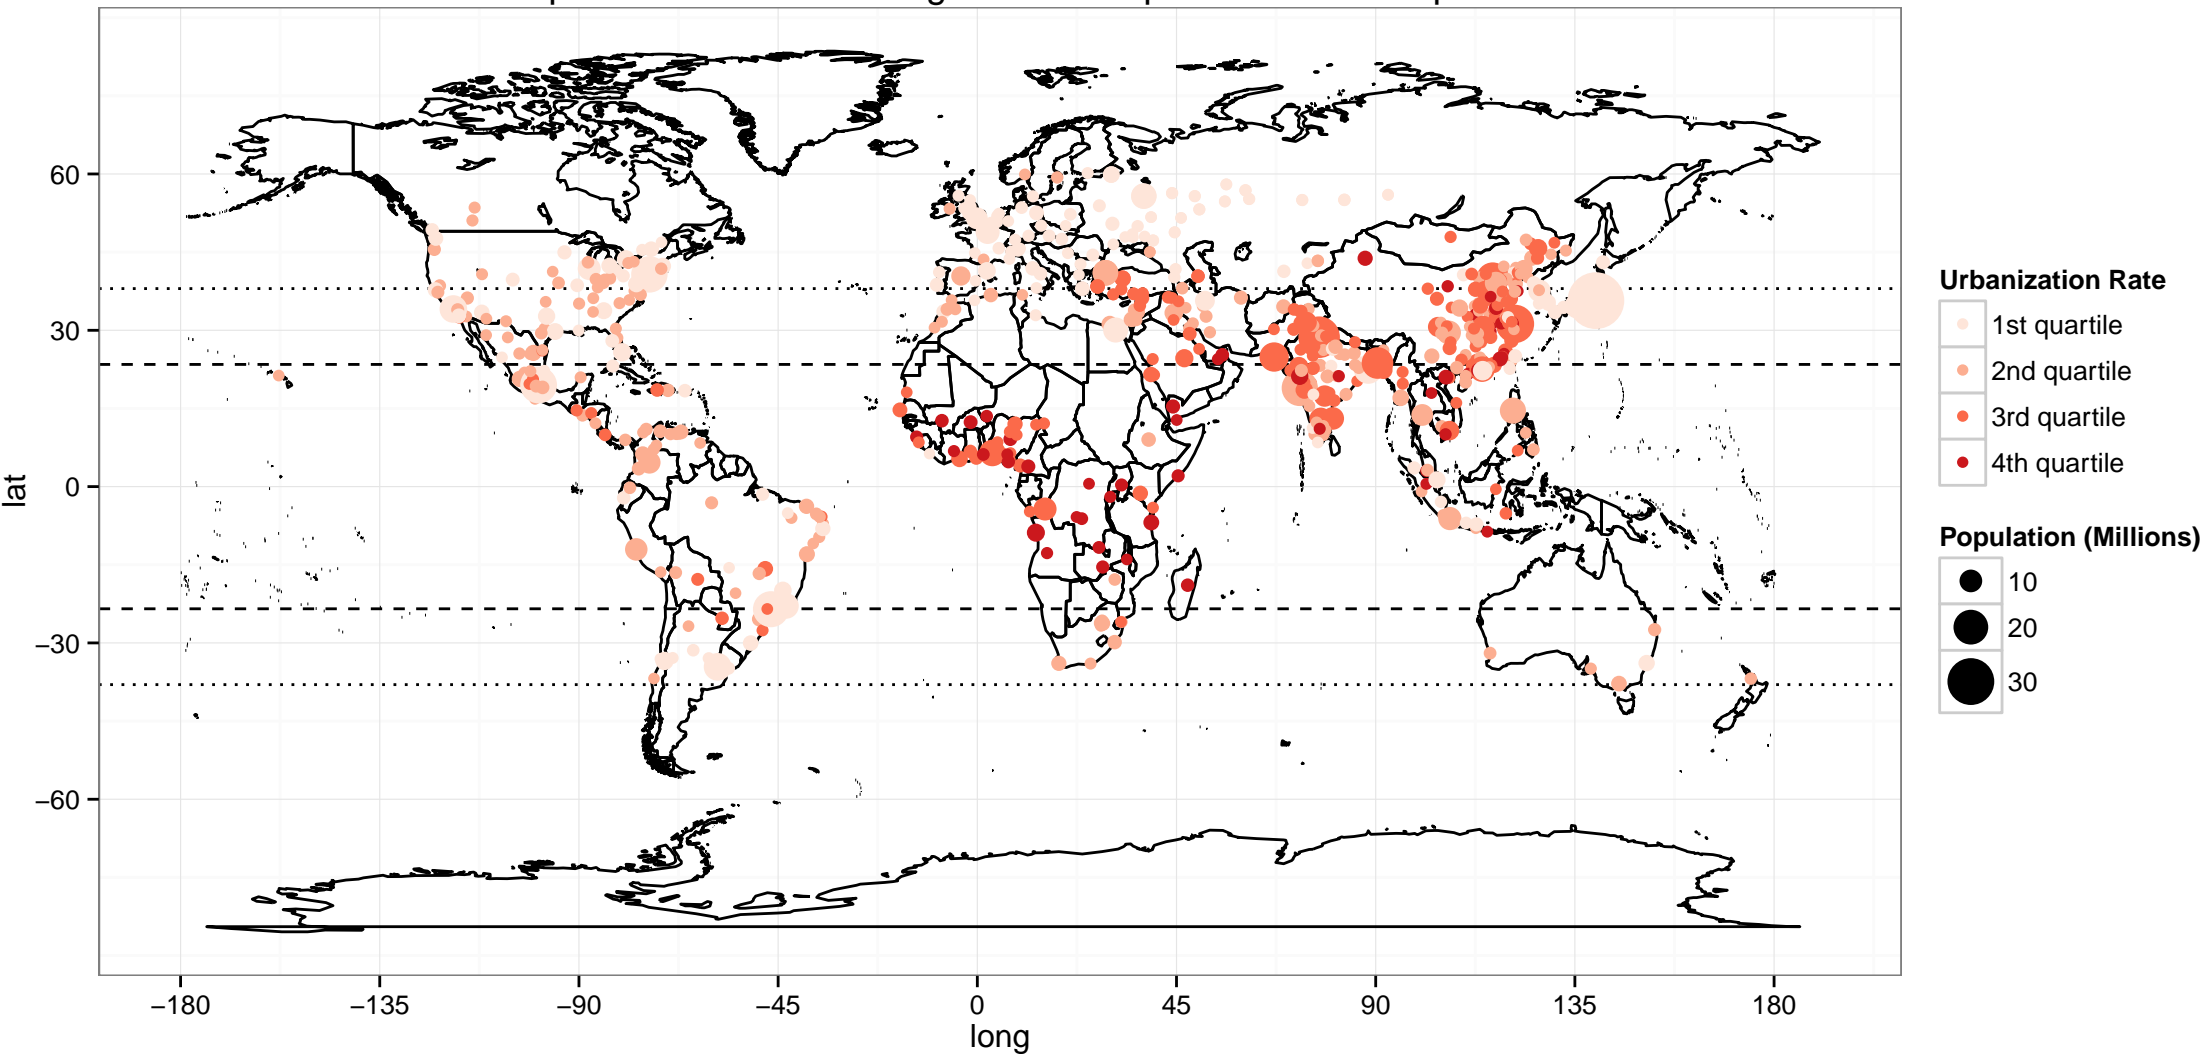 lat
60
30
0
−30
−60
−180
−135
−90
−45
0
45
90
135
180
long
Urbanization Rate
1st quartile
2nd quartile
3rd quartile
4th quartile
Population (Millions)
10
20
30